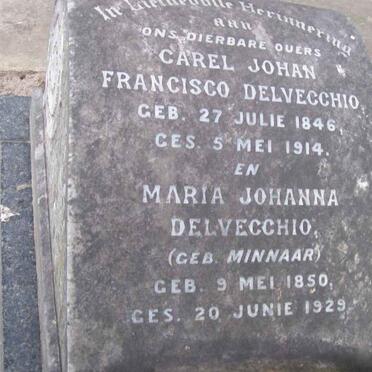 In Liefdevolle Herinnering
aan
ONS DIERBARE OUERS
CAREL JOHAN
FRANCISCO DELVECCHIO,
GEB. 27 JULIE 1846,
GES. 5 MEI 1914.
EN
MARIA JOHANNA
DELVECCHIO,
(GEB. MINNAAR)
GEB. 9 MEI 1850,
GES. 20 JUNIE 1929.